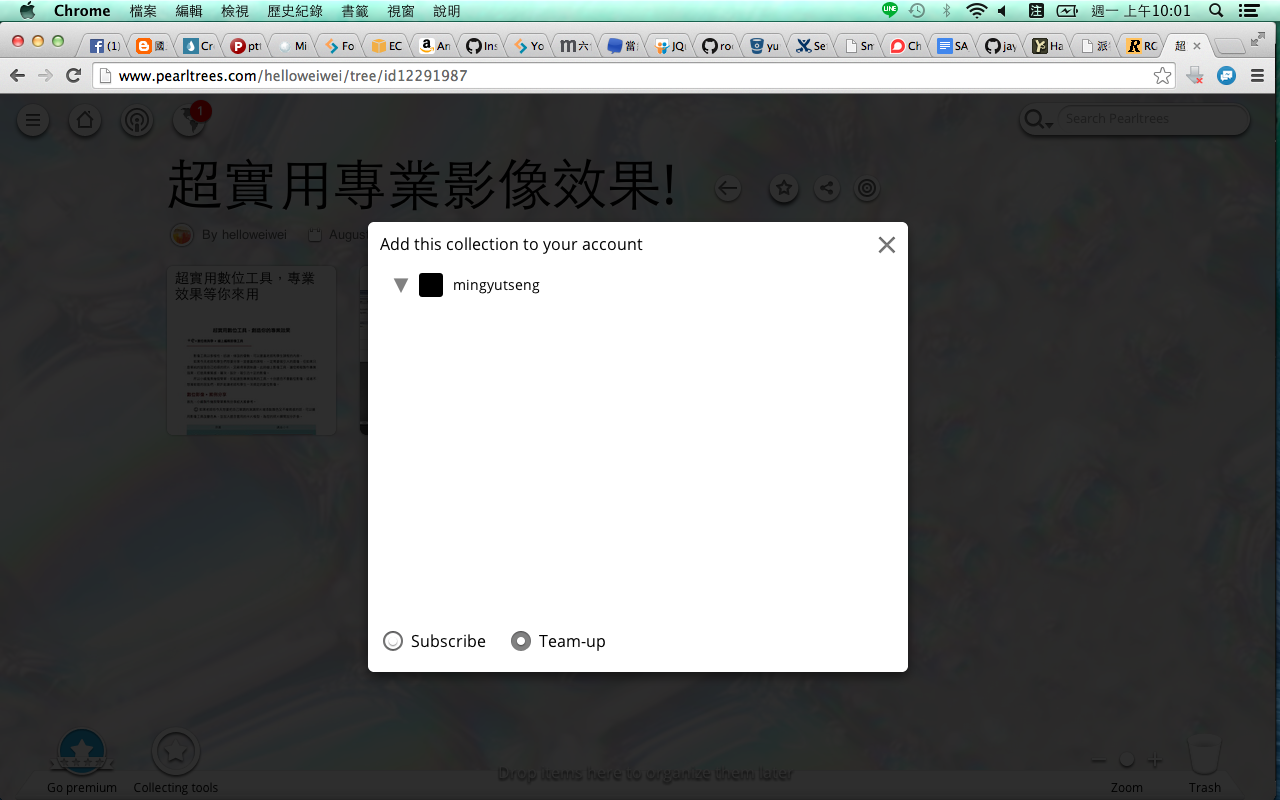 Chrome 檔案 編輯 檢視 歷史紀錄 書籤 視窗 說明 LINE 注 週一 上午10:01
(1) 國 Cr ptt Mi Fo EC An Ins Yo 六 當 JQ roc yu Se Sm Ch SA jay Ha 派 RC 超
www.pearltrees.com/helloweiwei/tree/id12291987
1
Search Pearltrees
超實用專業影像效果!
By helloweiwei Augus
超實用數位工具，專業
效果等你來用
Add this collection to your account
mingyutseng
Subscribe Team-up
Drop items here to organize them later
Go premium Collecting tools Zoom Trash